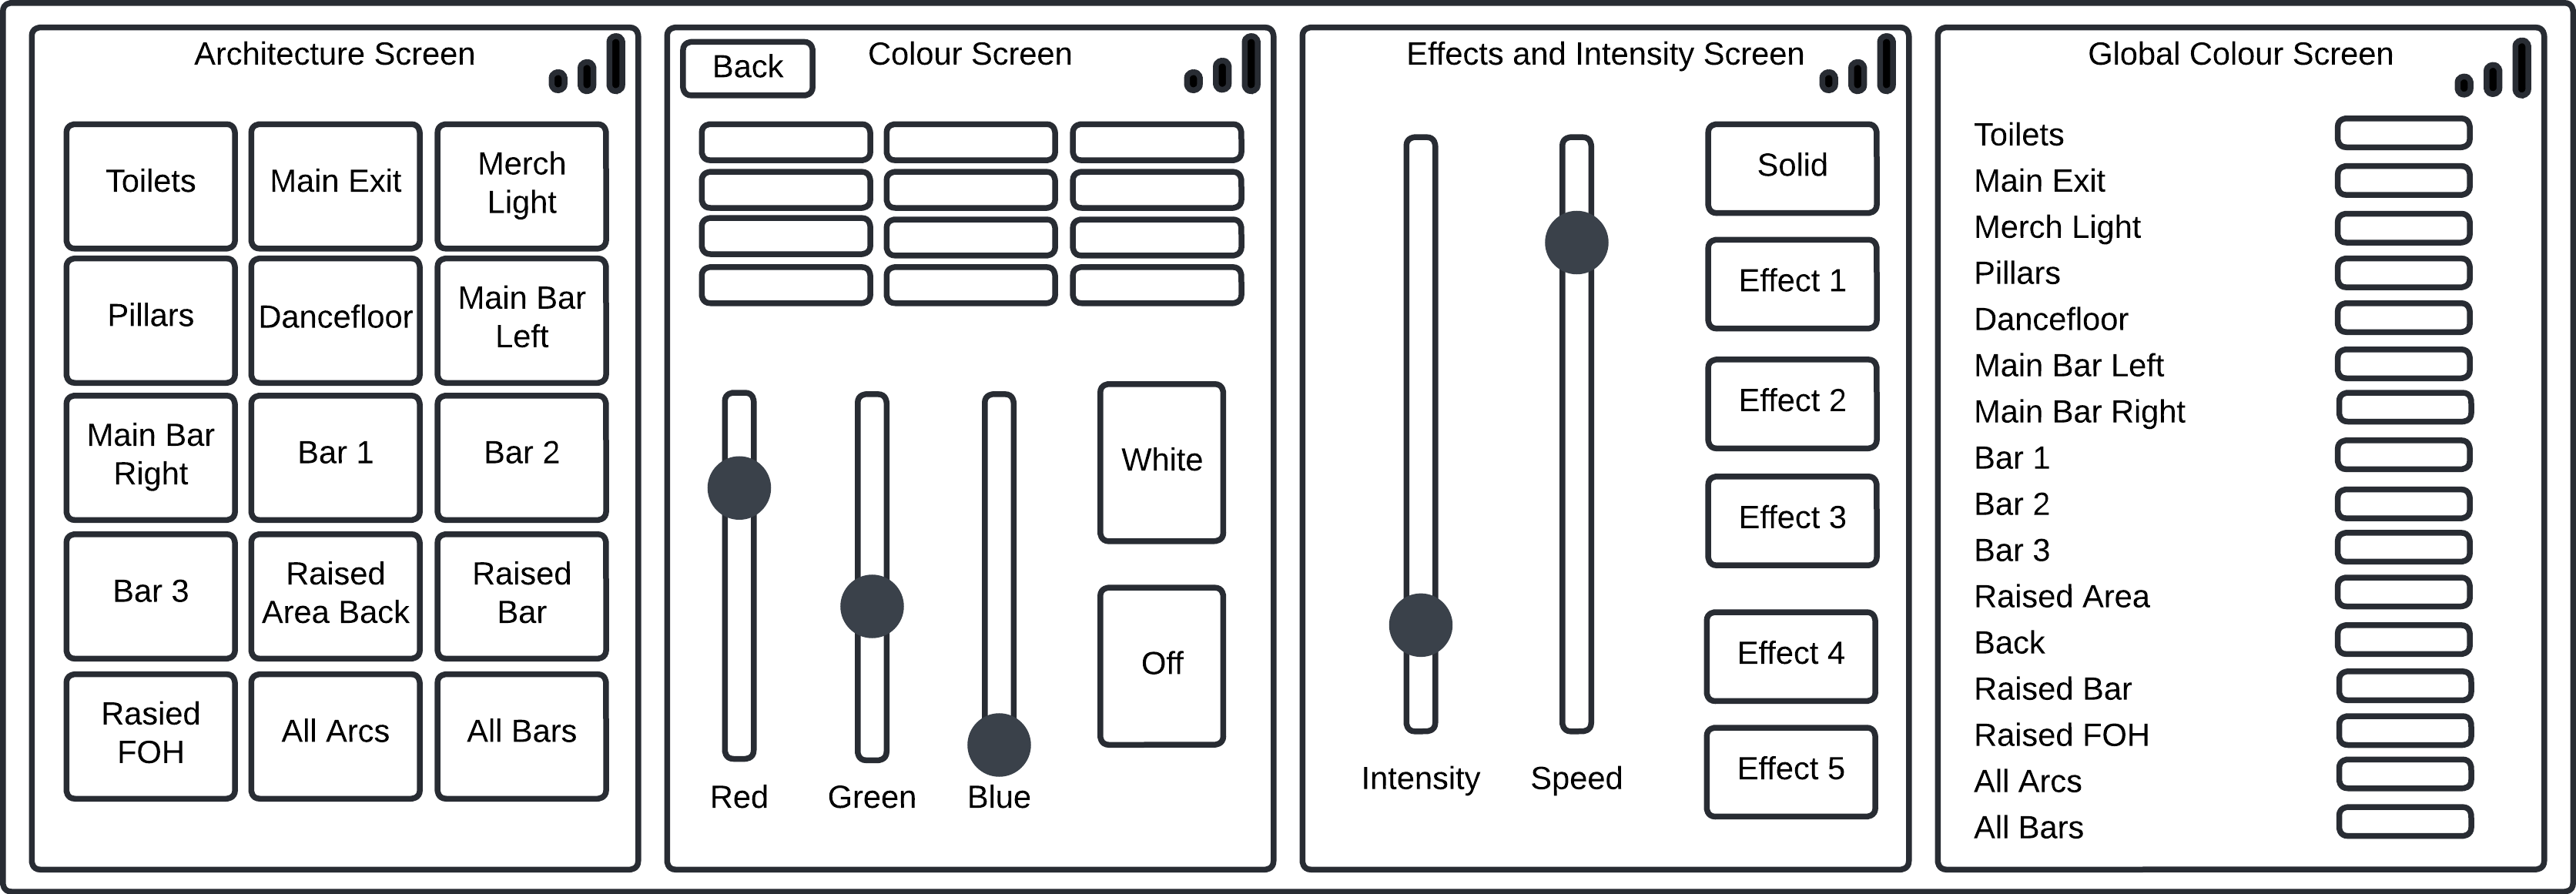 Architecture Screen
Toilets
Main Exit
Merch
Light
Pillars
Dancefloor
Main Bar
Left
Main Bar
Right
Bar 1
Bar 2
Bar 3
Raised
Area Back
Raised
Bar
Rasied
FOH
All Arcs
All Bars
Back
Colour Screen
White
Off
Red
Green
Blue
Effects and Intensity Screen
Solid
Effect 1
Effect 2
Effect 3
Effect 4
Effect 5
Intensity
Speed
Global Colour Screen
Toilets
Main Exit
Merch Light
Pillars
Dancefloor
Main Bar Left
Main Bar Right
Bar 1
Bar 2
Bar 3
Raised Area
Back
Raised Bar
Raised FOH
All Arcs
All Bars